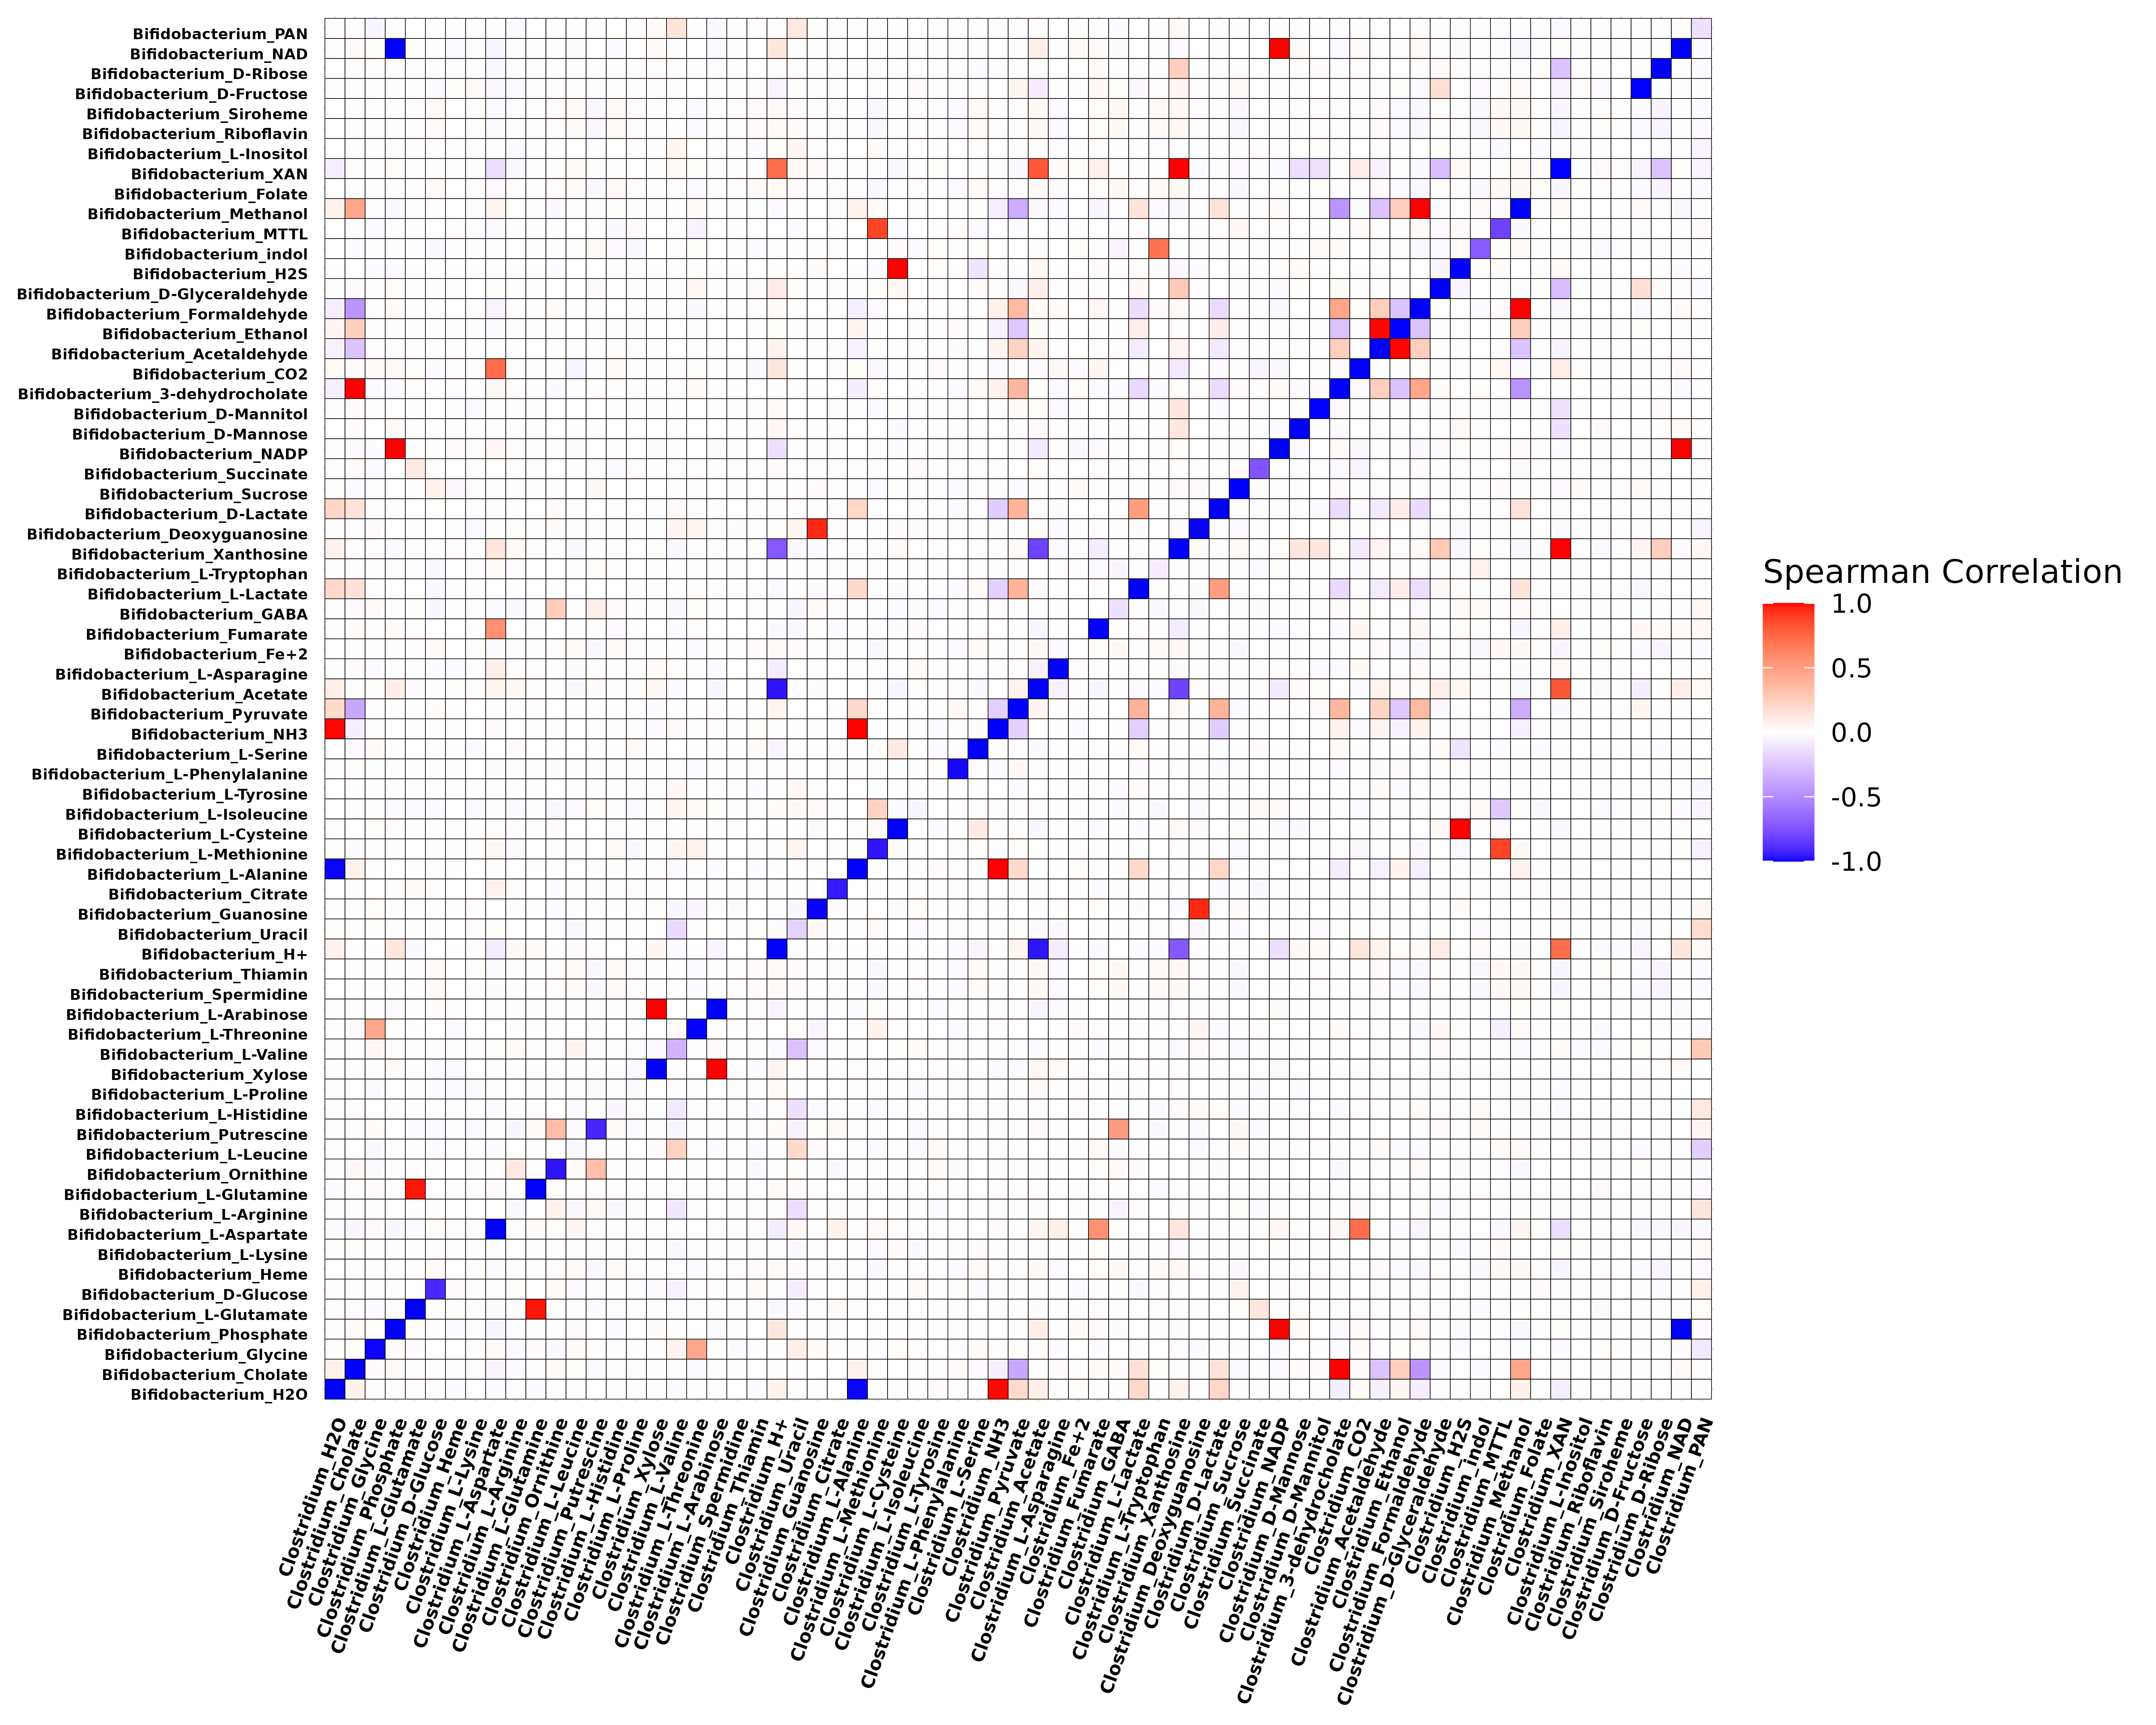 Bifidobacterium_PAN
Bifidobacterium_NAD
Bifidobacterium_D-Ribose
Bifidobacterium_D-Fructose
Bifidobacterium_Siroheme
Bifidobacterium_Riboflavin
Bifidobacterium_L-Inositol
Bifidobacterium_XAN
Bifidobacterium_Folate
Bifidobacterium_Methanol
Bifidobacterium_MTTL
Bifidobacterium_indol
Bifidobacterium_H2S
Bifidobacterium_D-Glyceraldehyde
Bifidobacterium_Formaldehyde
Bifidobacterium_Ethanol
Bifidobacterium_Acetaldehyde
Bifidobacterium_CO2
Bifidobacterium_3-dehydrocholate
Bifidobacterium_D-Mannitol
Bifidobacterium_D-Mannose
Bifidobacterium_NADP
Bifidobacterium_Succinate
Bifidobacterium_Sucrose
Bifidobacterium_D-Lactate
Bifidobacterium_Deoxyguanosine
Bifidobacterium_Xanthosine
Bifidobacterium_L-Tryptophan
Bifidobacterium_L-Lactate
Bifidobacterium_GABA
Bifidobacterium_Fumarate
Bifidobacterium_Fe+2
Bifidobacterium_L-Asparagine
Bifidobacterium_Acetate
Bifidobacterium_Pyruvate
Bifidobacterium_NH3
Bifidobacterium_L-Serine
Bifidobacterium_L-Phenylalanine
Bifidobacterium_L-Tyrosine
Bifidobacterium_L-Isoleucine
Bifidobacterium_L-Cysteine
Bifidobacterium_L-Methionine
Bifidobacterium_L-Alanine
Bifidobacterium_Citrate
Bifidobacterium_Guanosine
Bifidobacterium_Uracil
Bifidobacterium_H+
Bifidobacterium_Thiamin
Bifidobacterium_Spermidine
Bifidobacterium_L-Arabinose
Bifidobacterium_L-Threonine
Bifidobacterium_L-Valine
Bifidobacterium_Xylose
Bifidobacterium_L-Proline
Bifidobacterium_L-Histidine
Bifidobacterium_Putrescine
Bifidobacterium_L-Leucine
Bifidobacterium_Ornithine
Bifidobacterium_L-Glutamine
Bifidobacterium_L-Arginine
Bifidobacterium_L-Aspartate
Bifidobacterium_L-Lysine
Bifidobacterium_Heme
Bifidobacterium_D-Glucose
Bifidobacterium_L-Glutamate
Bifidobacterium_Phosphate
Bifidobacterium_Glycine
Bifidobacterium_Cholate
Bifidobacterium_H2O
Clostridium_H2O
Clostridium_Cholate
Clostridium_Glycine
Clostridium_Phosphate
Clostridium_L-Glutamate
Clostridium_D-Glucose
Clostridium_Heme
Clostridium_L-Lysine
Clostridium_L-Aspartate
Clostridium_L-Arginine
Clostridium_L-Glutamine
Clostridium_Ornithine
Clostridium_L-Leucine
Clostridium_Putrescine
Clostridium_L-Histidine
Clostridium_L-Proline
Clostridium_Xylose
Clostridium_L-Valine
Clostridium_L-Threonine
Clostridium_L-Arabinose
Clostridium_Spermidine
Clostridium_Thiamin
Clostridium_H+
Clostridium_Uracil
Clostridium_Guanosine
Clostridium_Citrate
Clostridium_L-Alanine
Clostridium_L-Methionine
Clostridium_L-Cysteine
Clostridium_L-Isoleucine
Clostridium_L-Tyrosine
Clostridium_L-Phenylalanine
Clostridium_L-Serine
Clostridium_NH3
Clostridium_Pyruvate
Clostridium_Acetate
Clostridium_L-Asparagine
Clostridium_Fe+2
Clostridium_Fumarate
Clostridium_GABA
Clostridium_L-Lactate
Clostridium_L-Tryptophan
Clostridium_Xanthosine
Clostridium_Deoxyguanosine
Clostridium_D-Lactate
Clostridium_Sucrose
Clostridium_Succinate
Clostridium_NADP
Clostridium_D-Mannose
Clostridium_D-Mannitol
Clostridium_3-dehydrocholate
Clostridium_CO2
Clostridium_Acetaldehyde
Clostridium_Ethanol
Clostridium_Formaldehyde
Clostridium_D-Glyceraldehyde
Clostridium_H2S
Clostridium_indol
Clostridium_MTTL
Clostridium_Methanol
Clostridium_Folate
Clostridium_XAN
Clostridium_L-Inositol
Clostridium_Riboflavin
Clostridium_Siroheme
Clostridium_D-Fructose
Clostridium_D-Ribose
Clostridium_NAD
Clostridium_PAN
Spearman Correlation
1.0
0.5
0.0
-0.5
-1.0